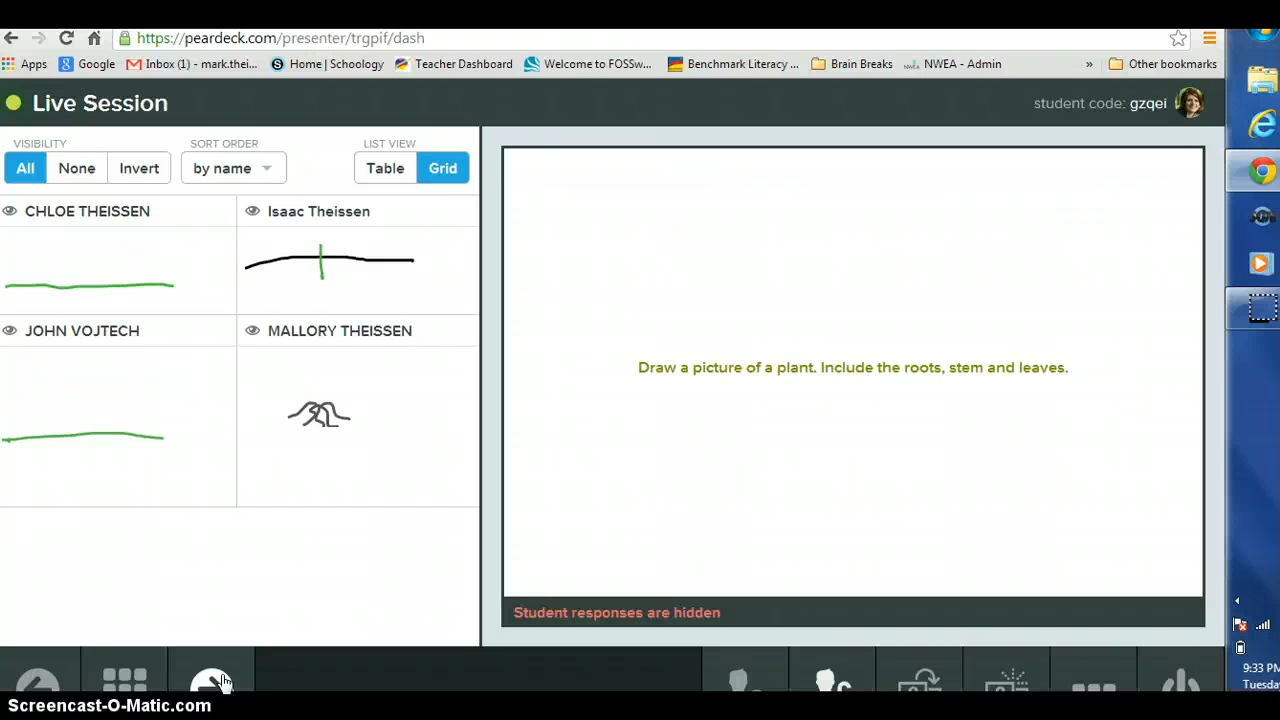 https://peardeck.com/presenter/trgpif/dash
Apps Google Inbox (1) - mark.thei... Home | Schoology Teacher Dashboard Welcome to FOSSw... Benchmark Literacy ... Brain Breaks NWEA - Admin » Other bookmarks
Live Session student code: gzqei
VISIBILITY SORT ORDER LIST VIEW
All None Invert by name Table Grid
CHLOE THEISSEN Isaac Theissen
JOHN VOJTECH MALLORY THEISSEN
Draw a picture of a plant. Include the roots, stem and leaves.
Student responses are hidden
9:33 PM
Tuesday
Screencast-O-Matic.com